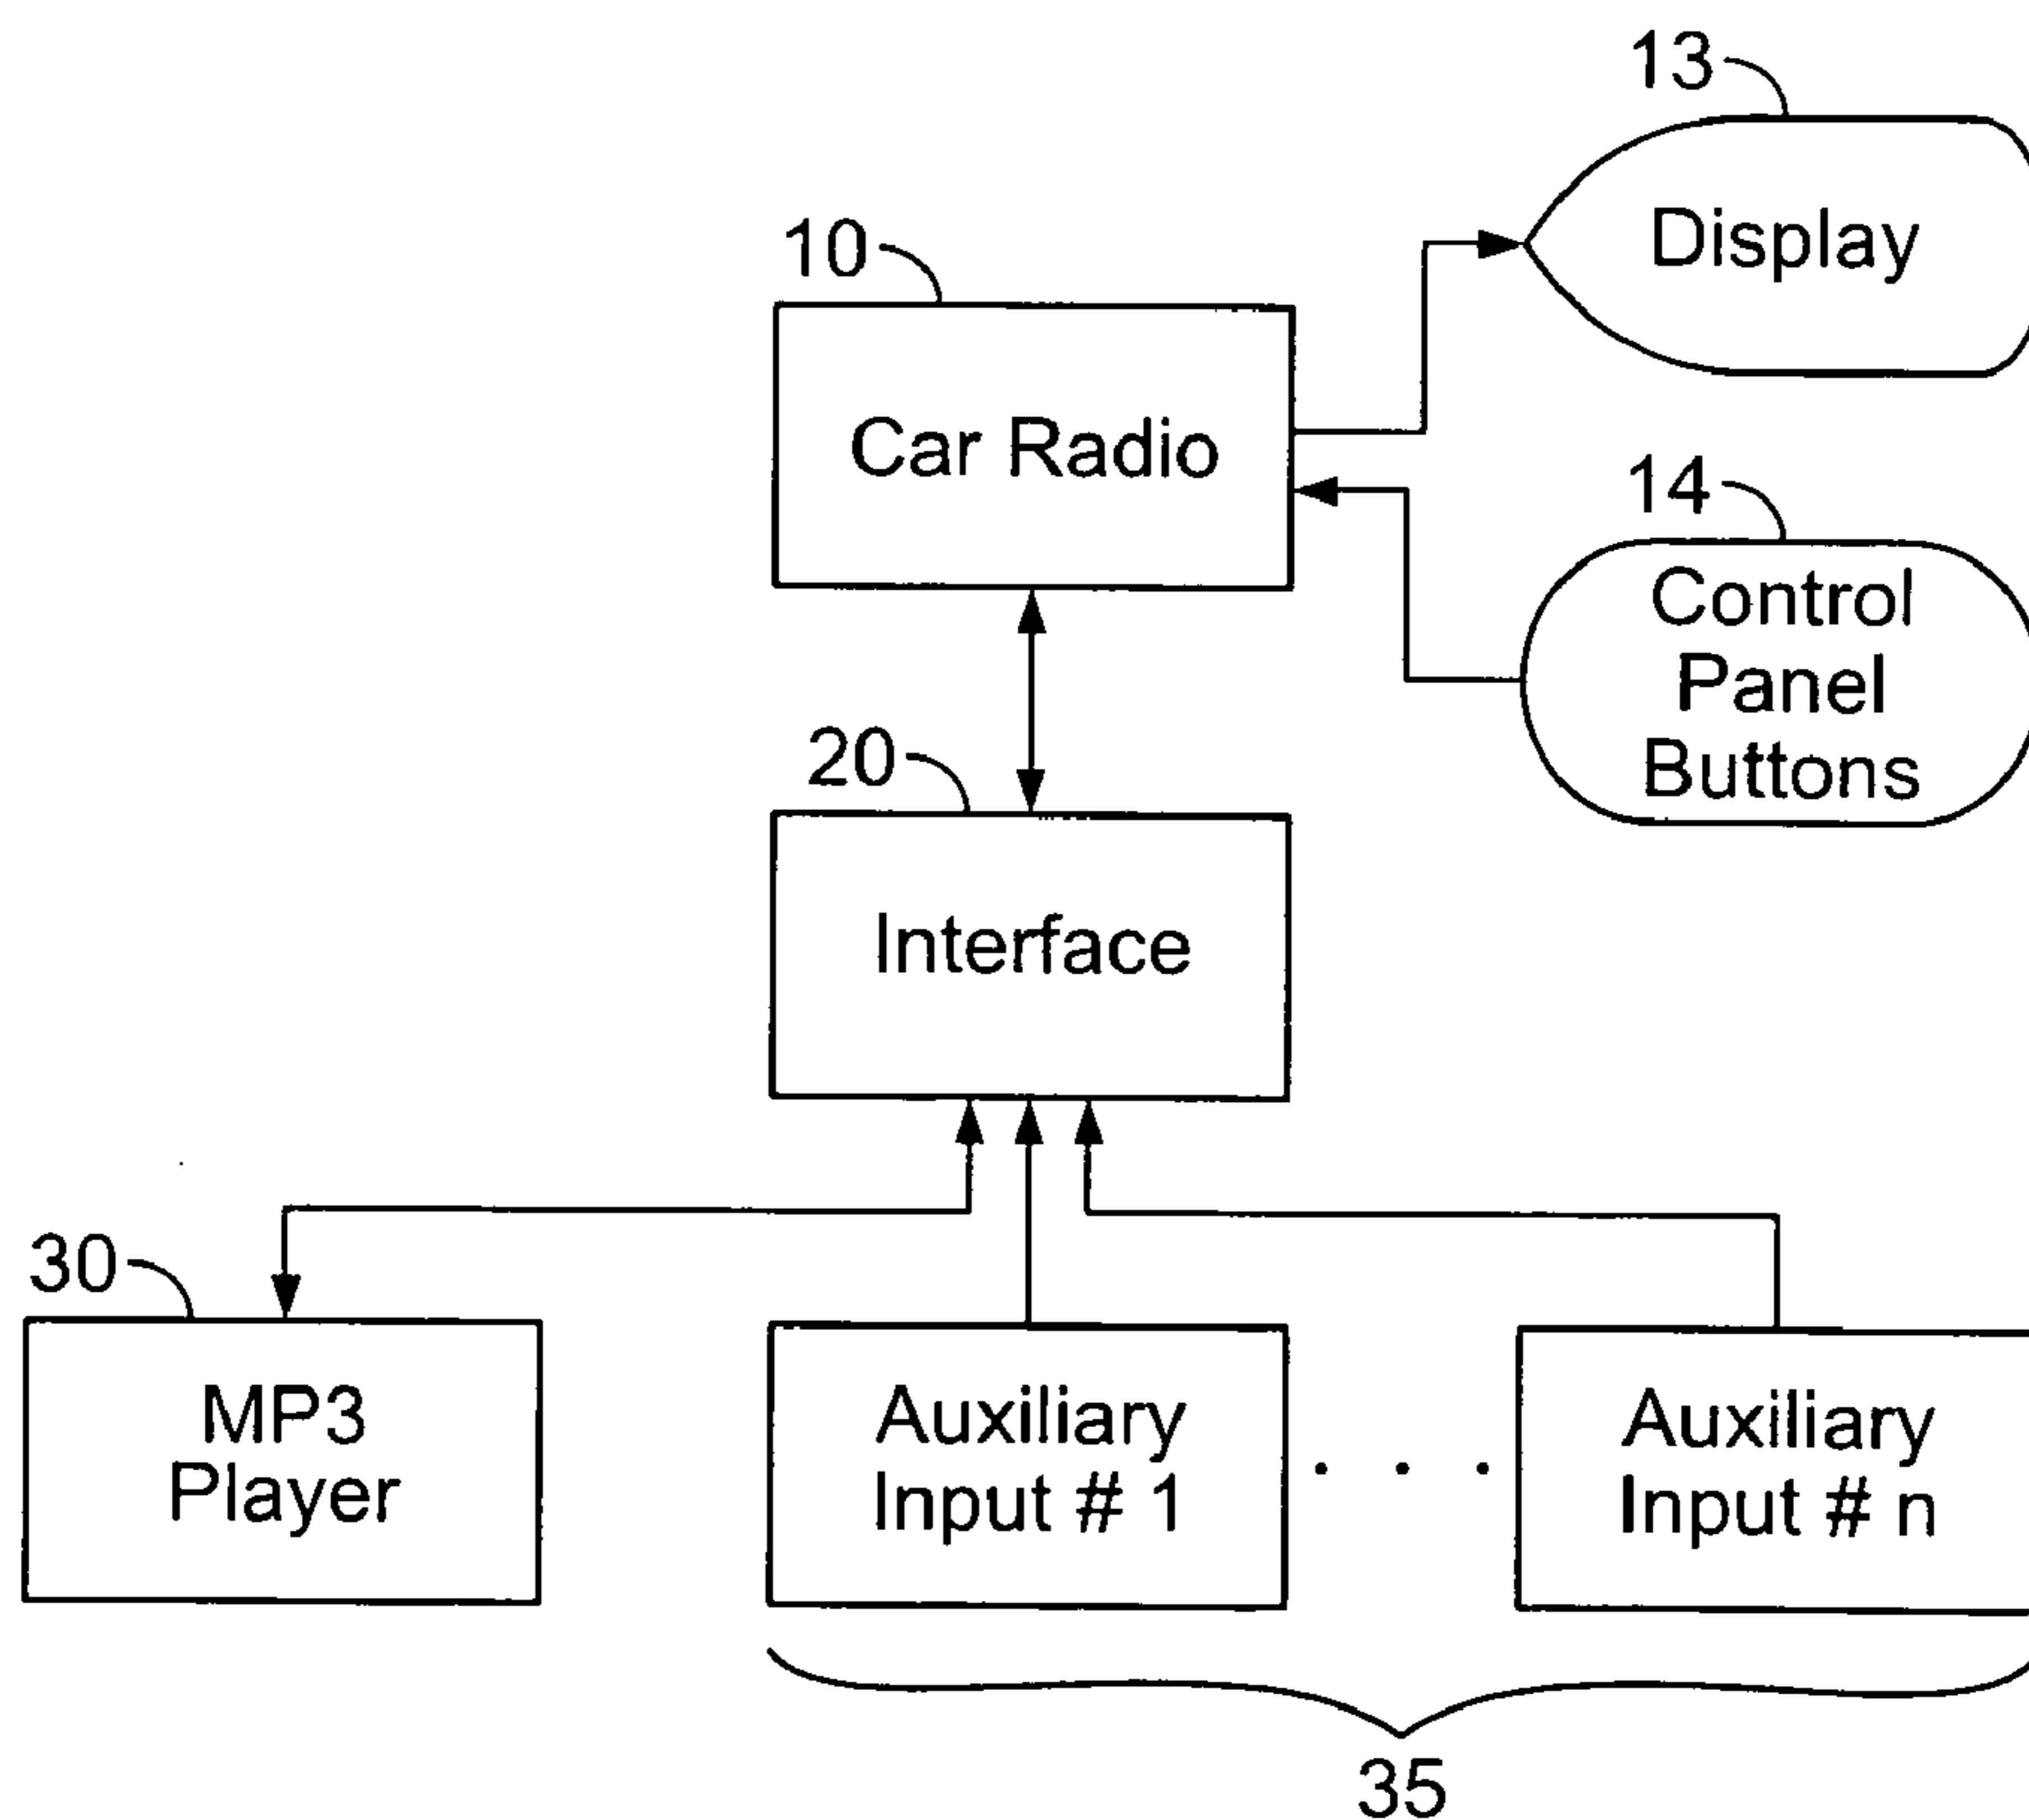 13
Display
10
Car Radio
14
Control
Panel
Buttons
20
Interface
30
MP3
Player
Auxiliary
Input # 1
. . .
Auxiliary
Input # n
35